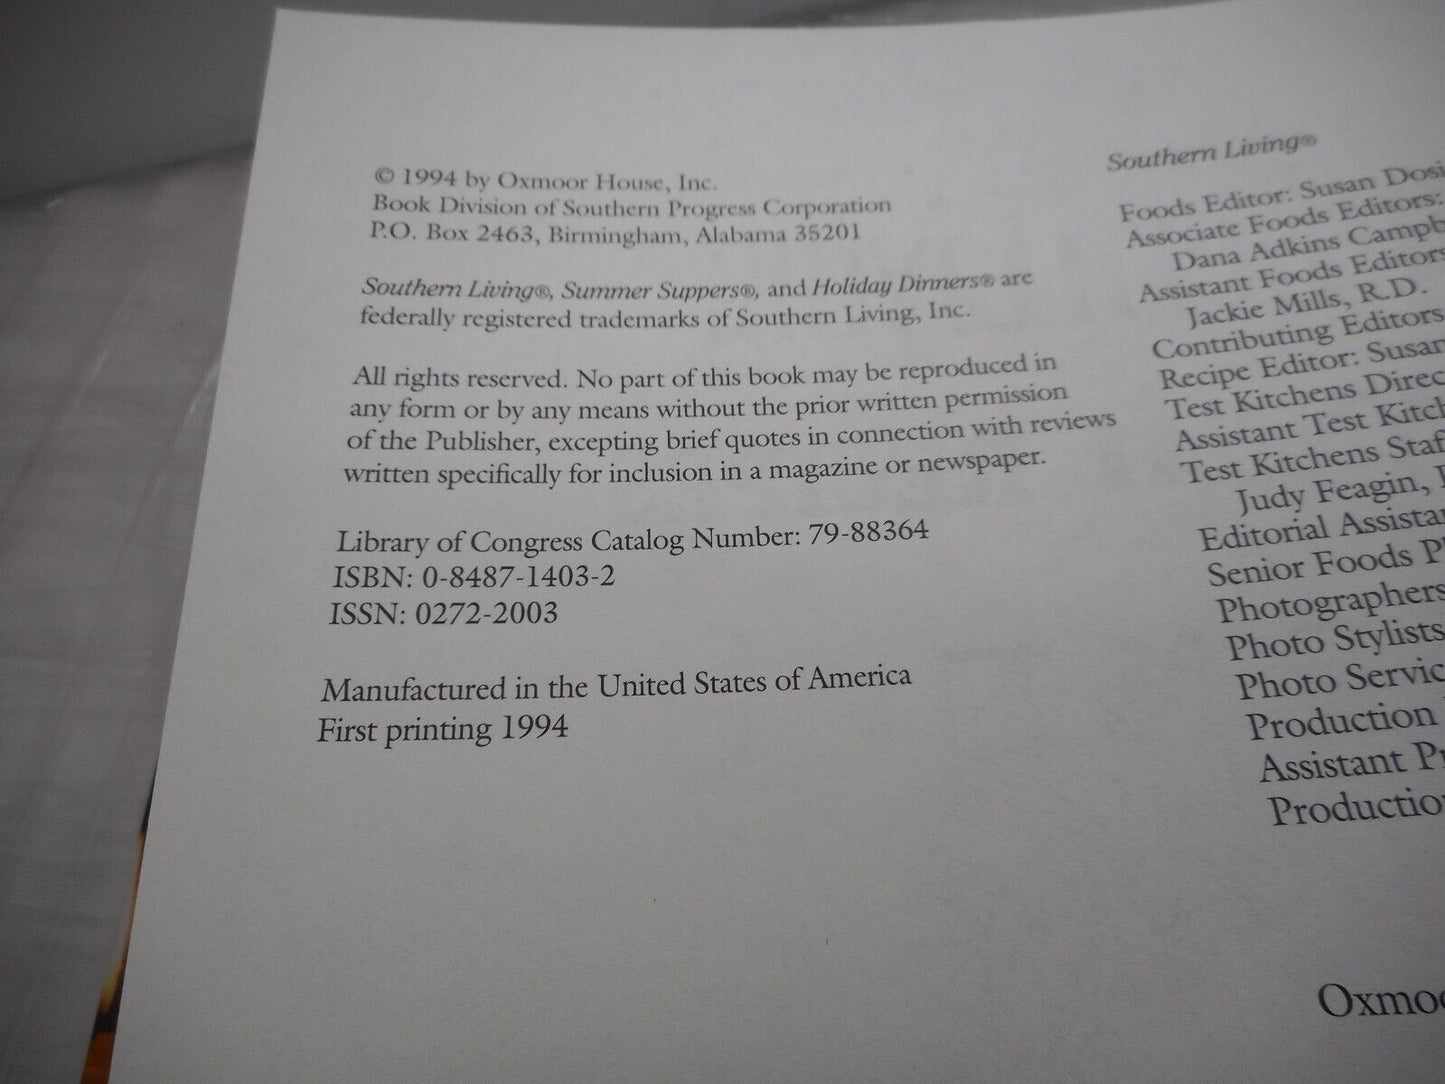 © 1994 by Oxmoor House, Inc.
Book Division of Southern Progress Corporation
P.O. Box 2463, Birmingham, Alabama 35201
Southern Living®, Summer Suppers®, and Holiday Dinners® are
federally registered trademarks of Southern Living, Inc.
All rights reserved. No part of this book may be reproduced in
any form or by any means without the prior written permission
of the Publisher, excepting brief quotes in connection with reviews
written specifically for inclusion in a magazine or newspaper.
Library of Congress Catalog Number: 79-88364
ISBN: 0-8487-1403-2
ISSN: 0272-2003
Manufactured in the United States of America
First printing 1994
Southern Living®
Foods Editor: Susan
Associate Foods Editors:
Dana Adkins
Assistant Foods Editors
Jackie Mills, R.D.
Contributing Editors
Recipe Editor: Susan
Test Kitchens
Assistant Test
Test Kitchens
Judy Feagin,
Editorial
Senior Foods
Photographers
Photo Stylists
Photo
Production
Assistant